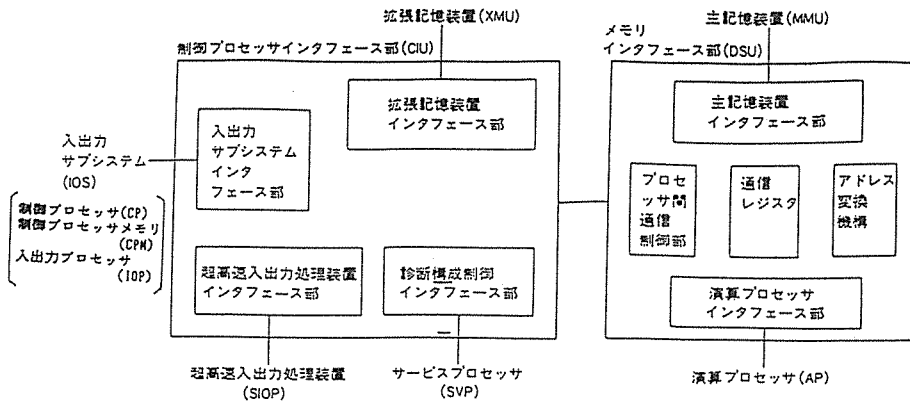 拡張記憶装置(XMU)
主記憶装置(MMU)
制御プロセッサインタフェース部(CIU)
メモリ
インタフェース部(DSU)
拡張記憶装置
インタフェース部
主記憶装置
インタフェース部
入出力
サブシステム
インタ
フェース部
入出力
サブシステム
(IOS)
制御プロセッサ(CP)
制御プロセッサメモリ
(CPM)
入出力プロセッサ
(IOP)
プロセ
ッサ間
通信
制御部
通信
レジスタ
アドレス
変換
機構
超高速入出力処理装置
インタフェース部
診断構成制御
インタフェース部
演算プロセッサ
インタフェース部
超高速入出力処理装置
(SIOP)
サービスプロセッサ
(SVP)
演算プロセッサ(AP)